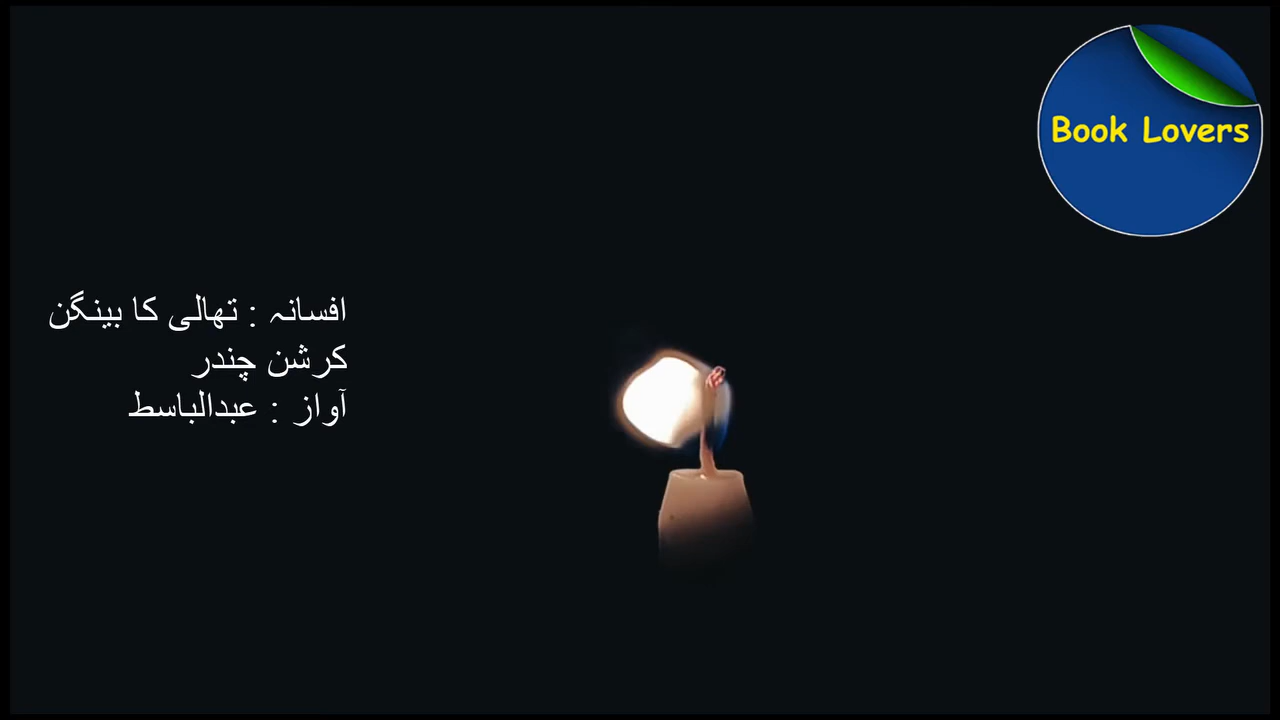 Book Lovers
افسانہ : تھالی کا بینگن
کرشن چندر
آواز : عبدالباسط